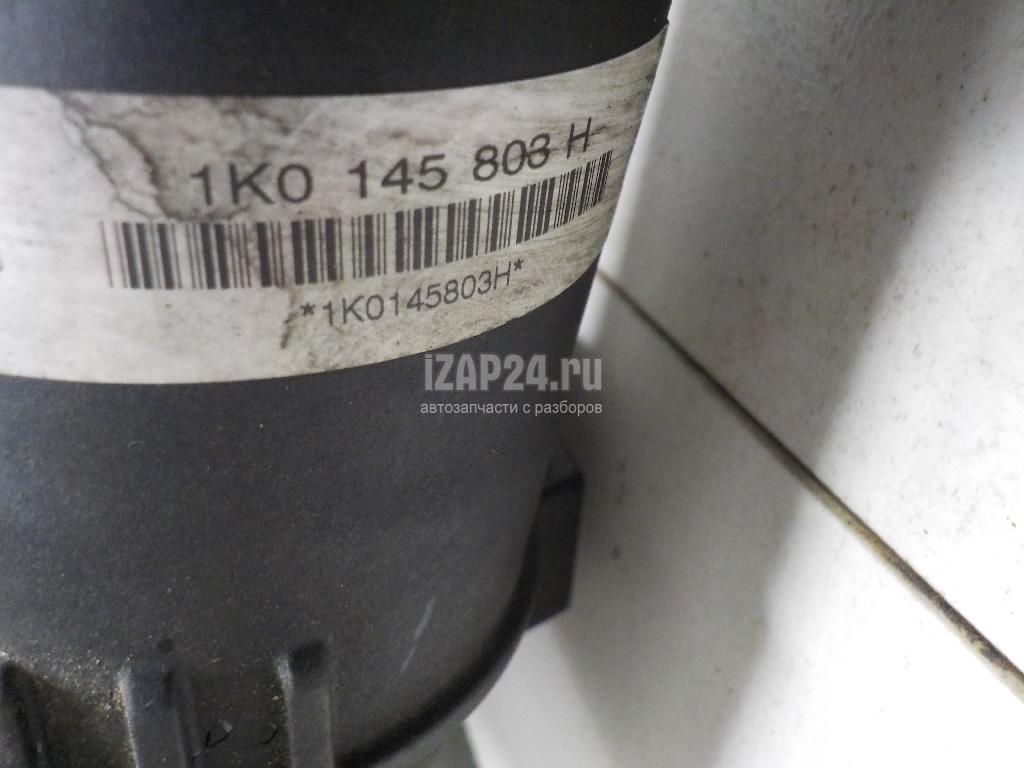 1K0 145 803 H
*1K0145803H*
iZAP24.ru
автозапчасти с разборов